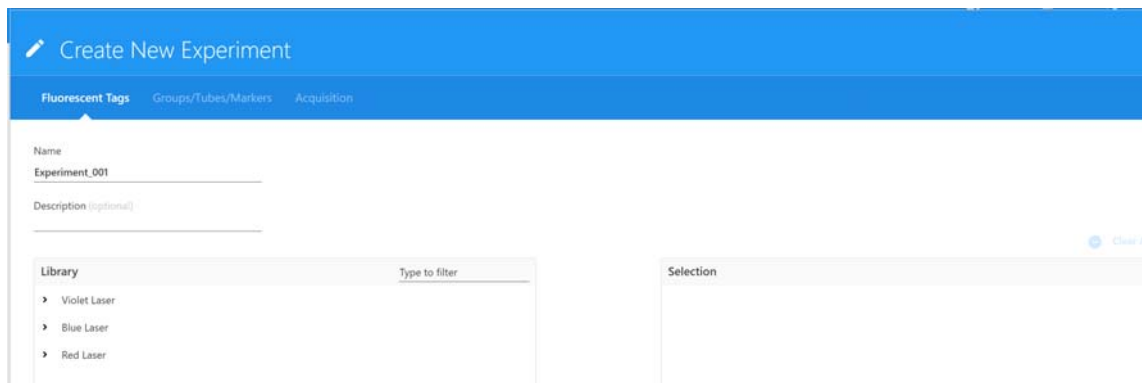 Create New Experiment
Fluorescent Tags Groups/Tubes/Markers Acquisition
Name
Experiment_001
Description (optional)
Clear
Library Type to filter Selection
Violet Laser
Blue Laser
Red Laser